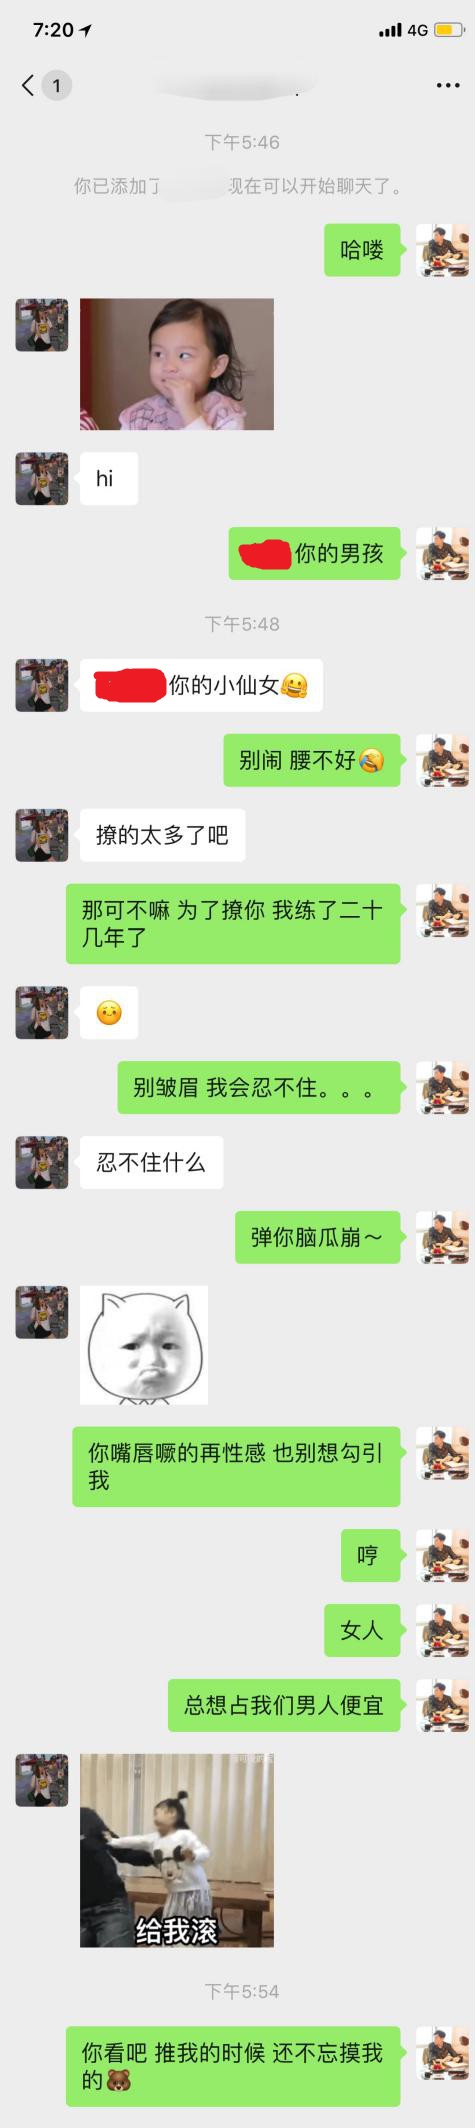 7:20
4G
1
下午5:46
你已添加了
现在可以开始聊天了。
哈喽
hi
你的男孩
下午5:48
你的小仙女
别闹 腰不好
撩的太多了吧
那可不嘛 为了撩你 我练了二十
几年了
别皱眉 我会忍不住。。。
忍不住什么
弹你脑瓜崩～
你嘴唇噘的再性感 也别想勾引
我
哼
女人
总想占我们男人便宜
给我滚
下午5:54
你看吧 推我的时候 还不忘摸我
的